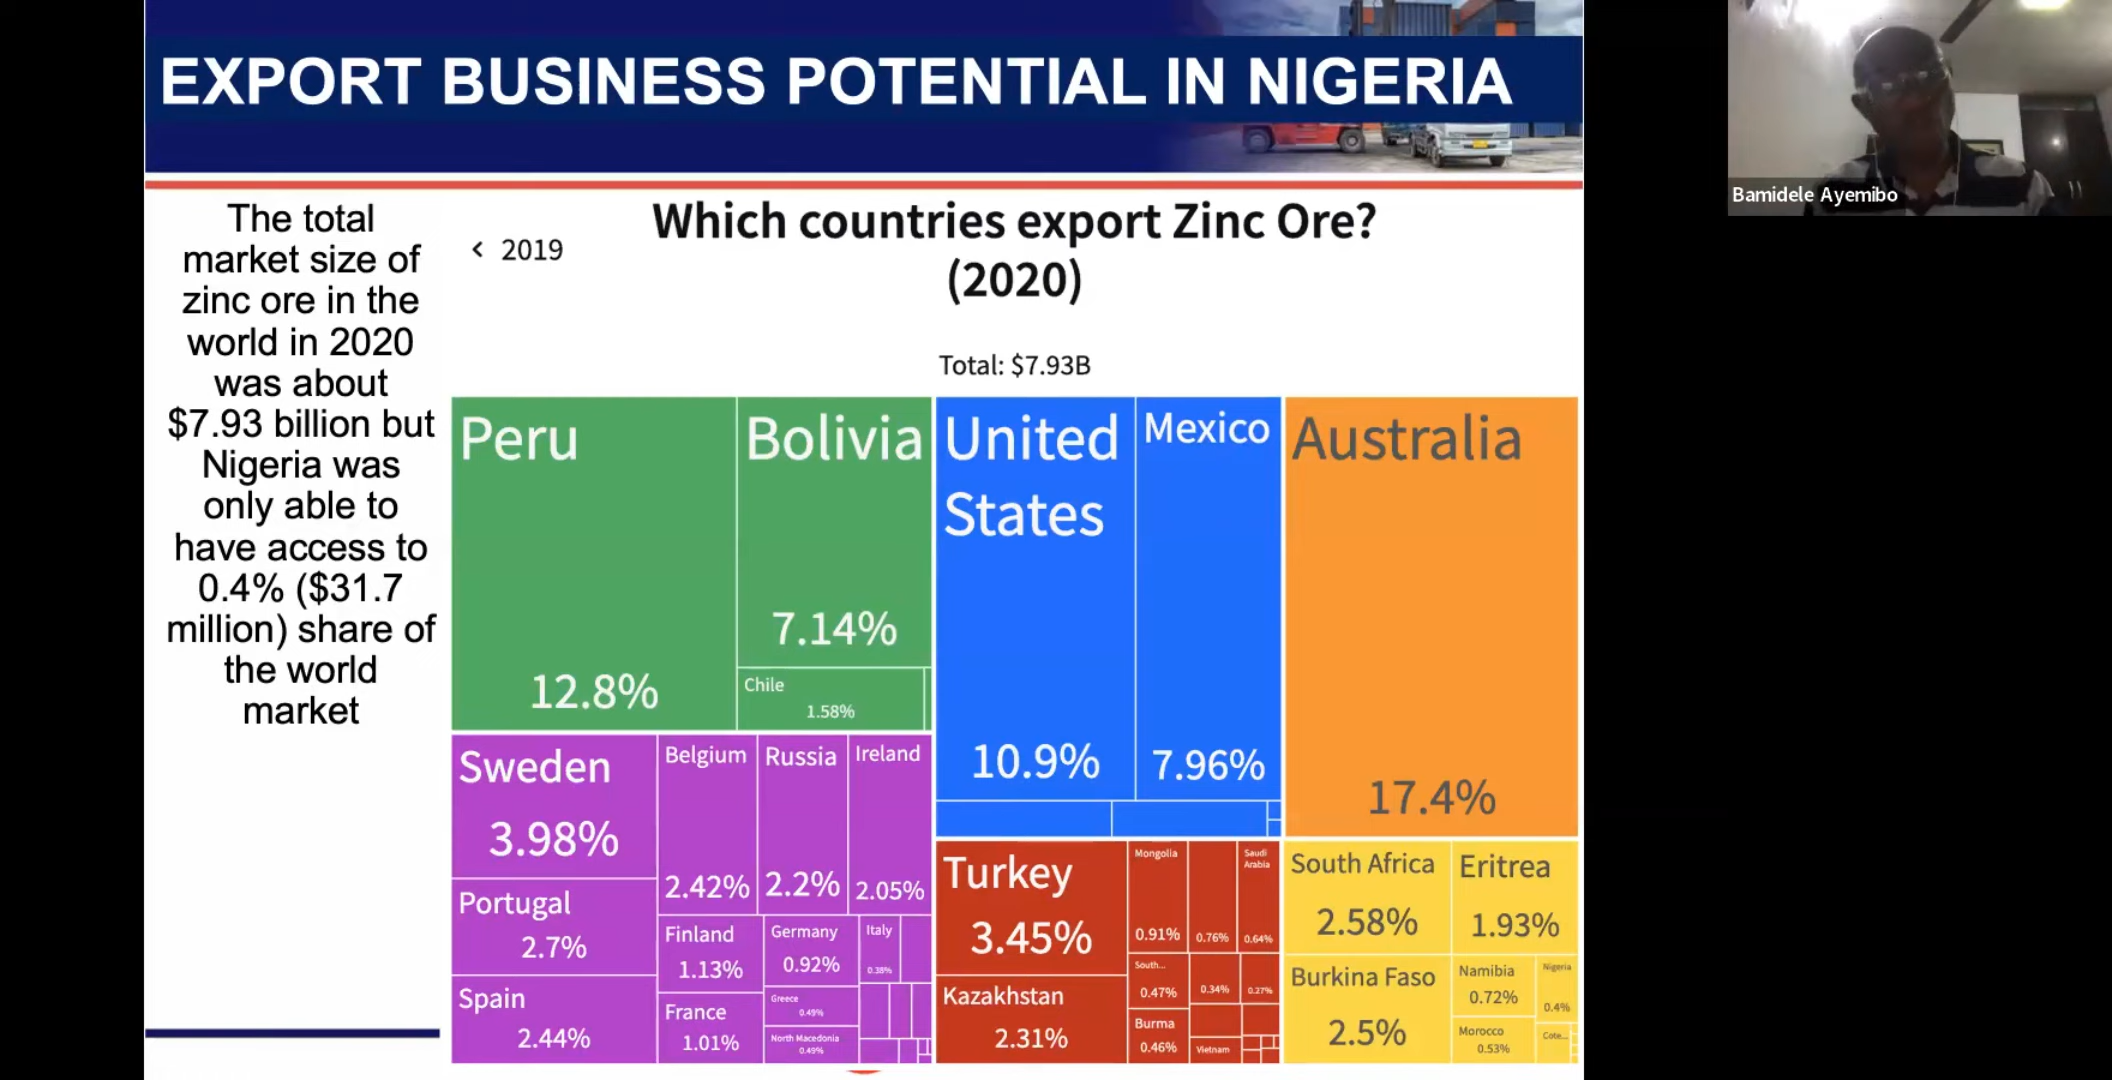 EXPORT BUSINESS POTENTIAL IN NIGERIA
Bamidele Ayemibo
The total
market size of
zinc ore in the
world in 2020
was about
$7.93 billion but
Nigeria was
only able to
have access to
0.4% ($31.7
million) share of
the world
market
< 2019
Which countries export Zinc Ore?
(2020)
Total: $7.93B
Peru
12.8%
Bolivia
7.14%
Chile
1.58%
United
States
10.9%
Mexico
7.96%
Australia
17.4%
Sweden
3.98%
Portugal
2.7%
Spain
2.44%
Belgium
2.42%
Russia
2.2%
Ireland
2.05%
Finland
1.13%
France
1.01%
Germany
0.92%
Greece
0.49%
North Macedonia
0.49%
Italy
0.38%
Turkey
3.45%
Kazakhstan
2.31%
Mongolia
0.91%
0.76%
Saudi
Arabia
0.64%
South...
0.47%
0.34%
0.27%
Burma
0.46%
Vietnam
South Africa
2.58%
Eritrea
1.93%
Burkina Faso
2.5%
Namibia
0.72%
Nigeria
0.4%
Morocco
0.53%
Cote...